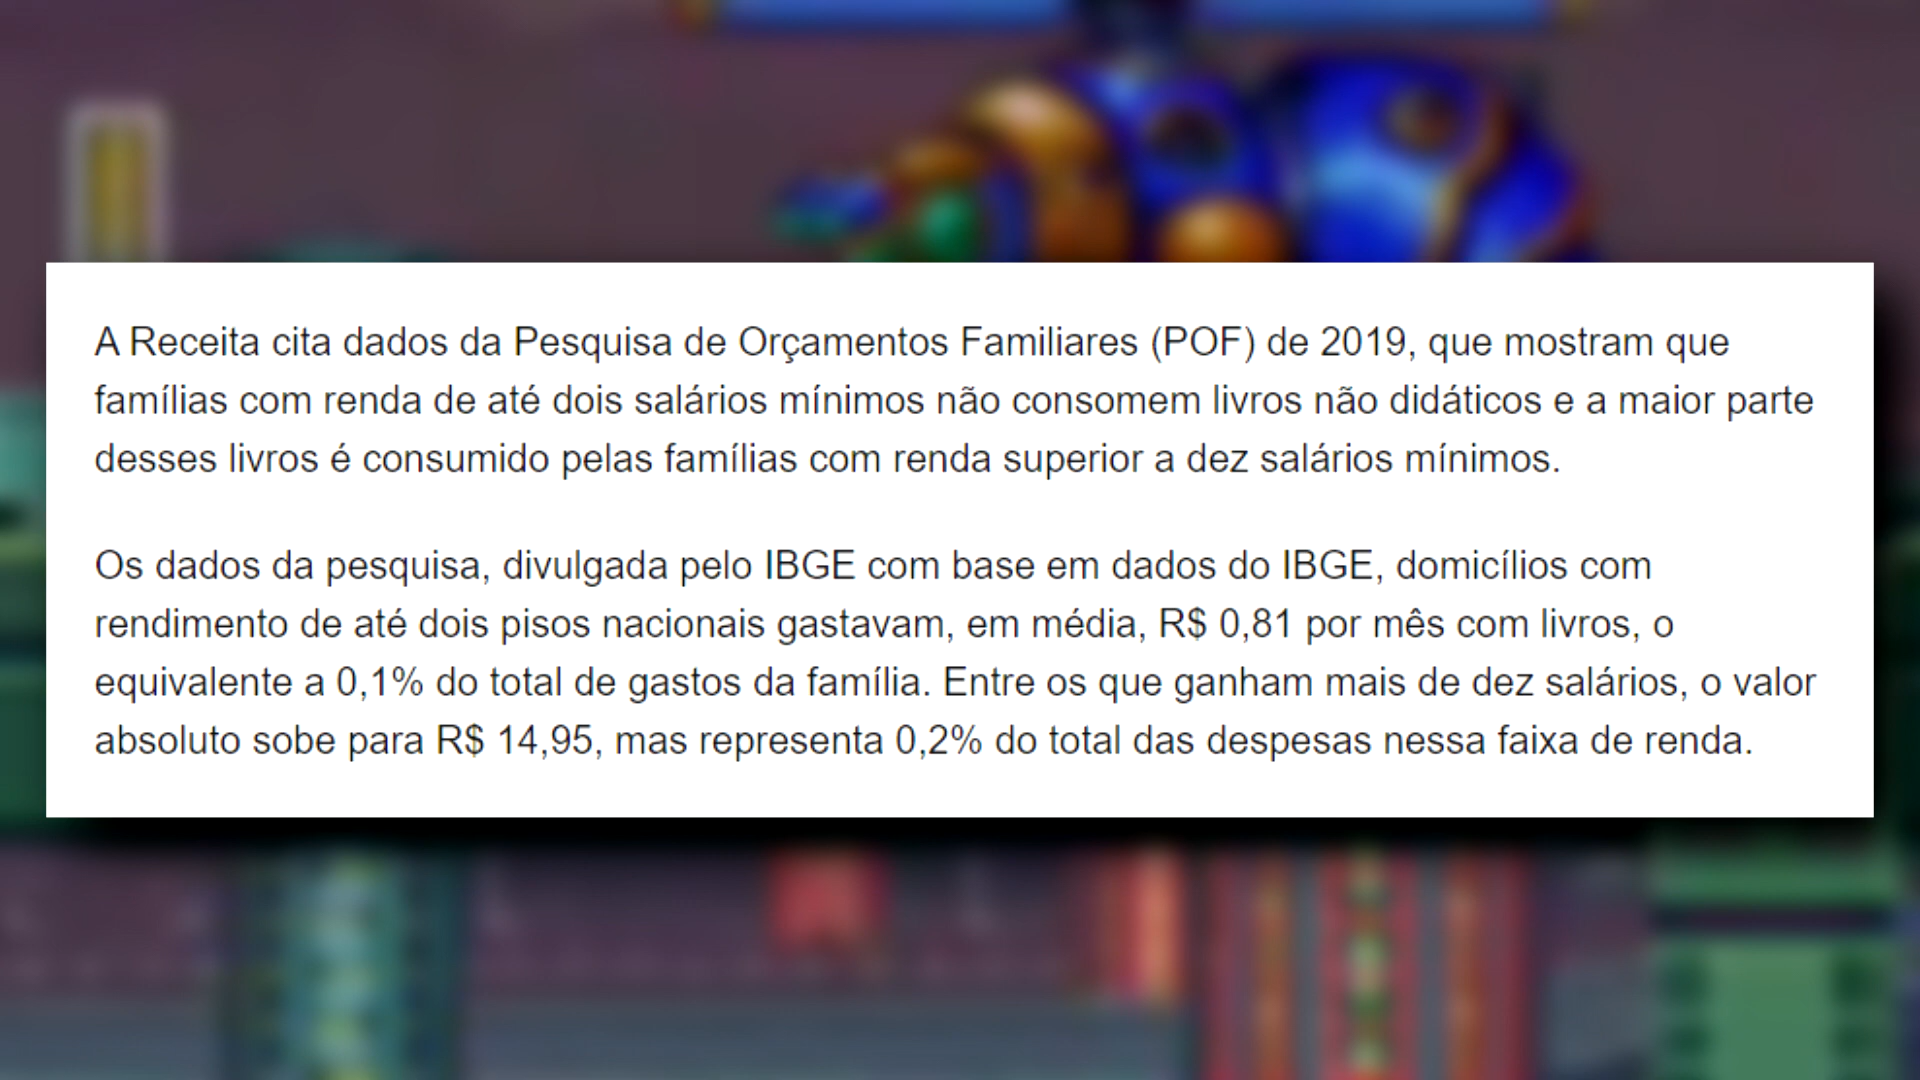 A Receita cita dados da Pesquisa de Orçamentos Familiares (POF) de 2019, que mostram que
famílias com renda de até dois salários mínimos não consomem livros não didáticos e a maior parte
desses livros é consumido pelas famílias com renda superior a dez salários mínimos.
Os dados da pesquisa, divulgada pelo IBGE com base em dados do IBGE, domicílios com
rendimento de até dois pisos nacionais gastavam, em média, R$ 0,81 por mês com livros, o
equivalente a 0,1% do total de gastos da família. Entre os que ganham mais de dez salários, o valor
absoluto sobe para R$ 14,95, mas representa 0,2% do total das despesas nessa faixa de renda.